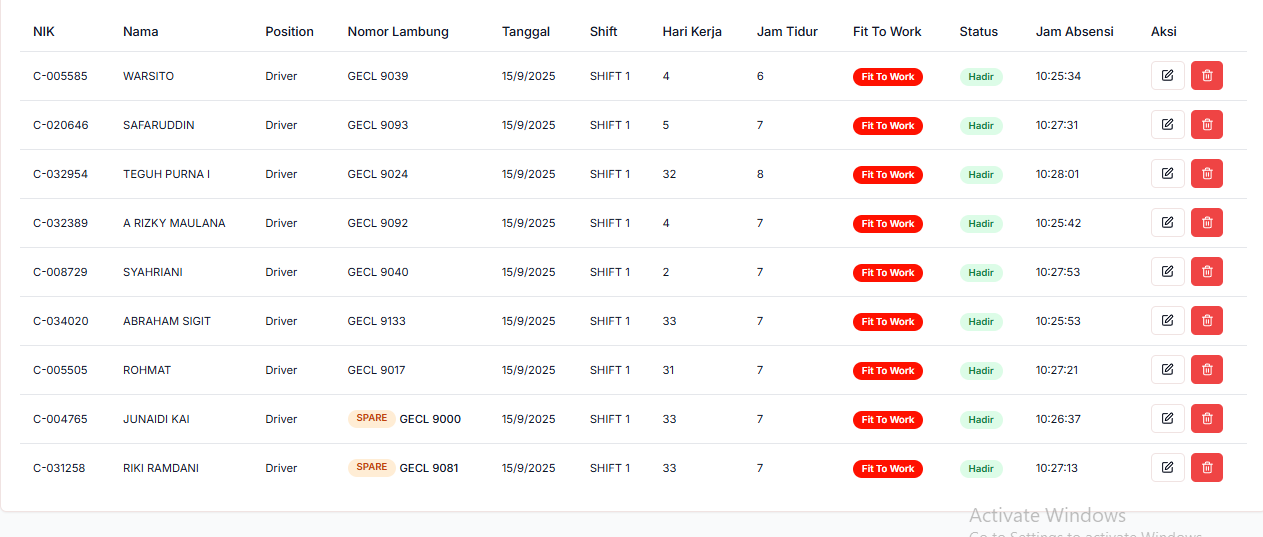 NIK Nama Position Nomor Lambung Tanggal Shift Hari Kerja Jam Tidur Fit To Work Status Jam Absensi Aksi
C-005585 WARSITO Driver GECL 9039 15/9/2025 SHIFT 1 4 6 Fit To Work Hadir 10:25:34
C-020646 SAFARUDDIN Driver GECL 9093 15/9/2025 SHIFT 1 5 7 Fit To Work Hadir 10:27:31
C-032954 TEGUH PURNA I Driver GECL 9024 15/9/2025 SHIFT 1 32 8 Fit To Work Hadir 10:28:01
C-032389 A RIZKY MAULANA Driver GECL 9092 15/9/2025 SHIFT 1 4 7 Fit To Work Hadir 10:25:42
C-008729 SYAHRIANI Driver GECL 9040 15/9/2025 SHIFT 1 2 7 Fit To Work Hadir 10:27:53
C-034020 ABRAHAM SIGIT Driver GECL 9133 15/9/2025 SHIFT 1 33 7 Fit To Work Hadir 10:25:53
C-005505 ROHMAT Driver GECL 9017 15/9/2025 SHIFT 1 31 7 Fit To Work Hadir 10:27:21
C-004765 JUNAIDI KAI Driver SPARE GECL 9000 15/9/2025 SHIFT 1 33 7 Fit To Work Hadir 10:26:37
C-031258 RIKI RAMDANI Driver SPARE GECL 9081 15/9/2025 SHIFT 1 33 7 Fit To Work Hadir 10:27:13
Activate Windows
Go to Settings to activate Windows.